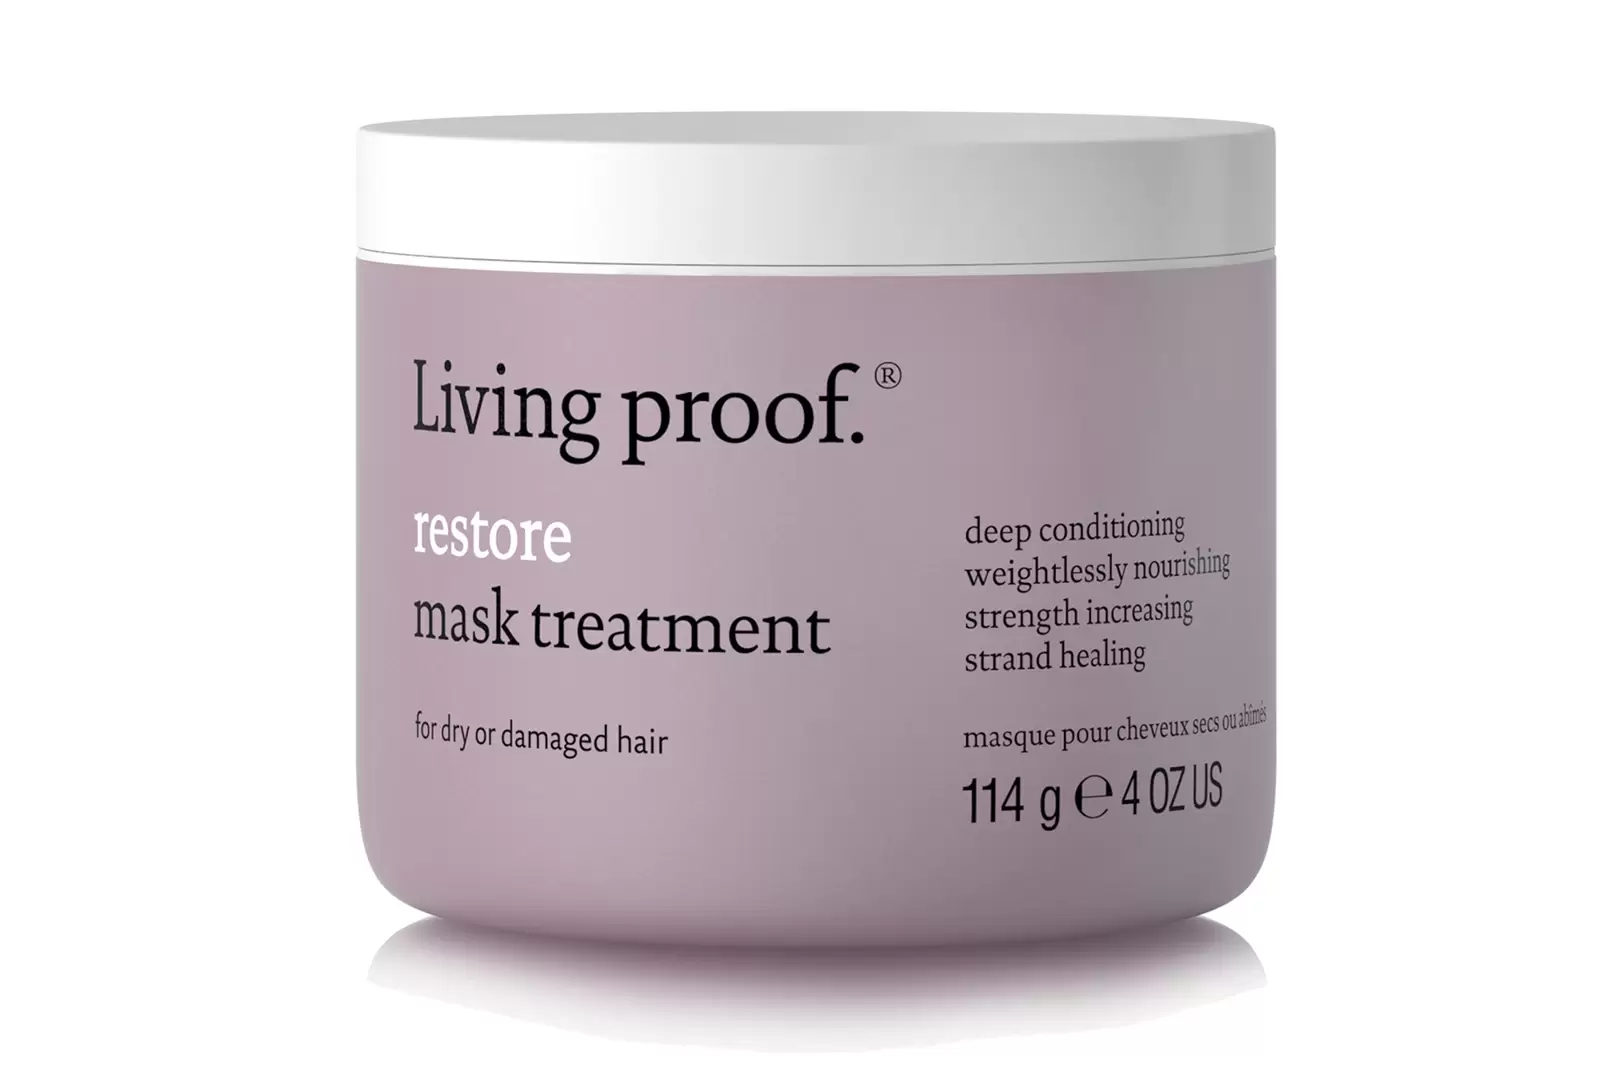 Living proof.®
restore
mask treatment
for dry or damaged hair
deep conditioning
weightlessly nourishing
strength increasing
strand healing
masque pour cheveux secs ou abîmés
114 g ℮ 4 OZ US